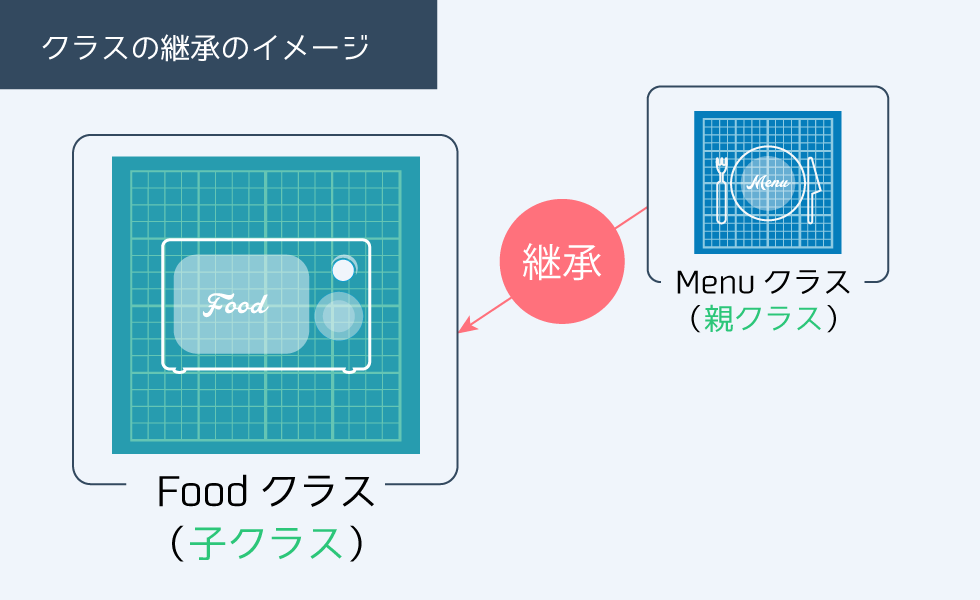 クラスの継承のイメージ
Menu
継承
Menu クラス
（親クラス）
Food
Food クラス
（子クラス）